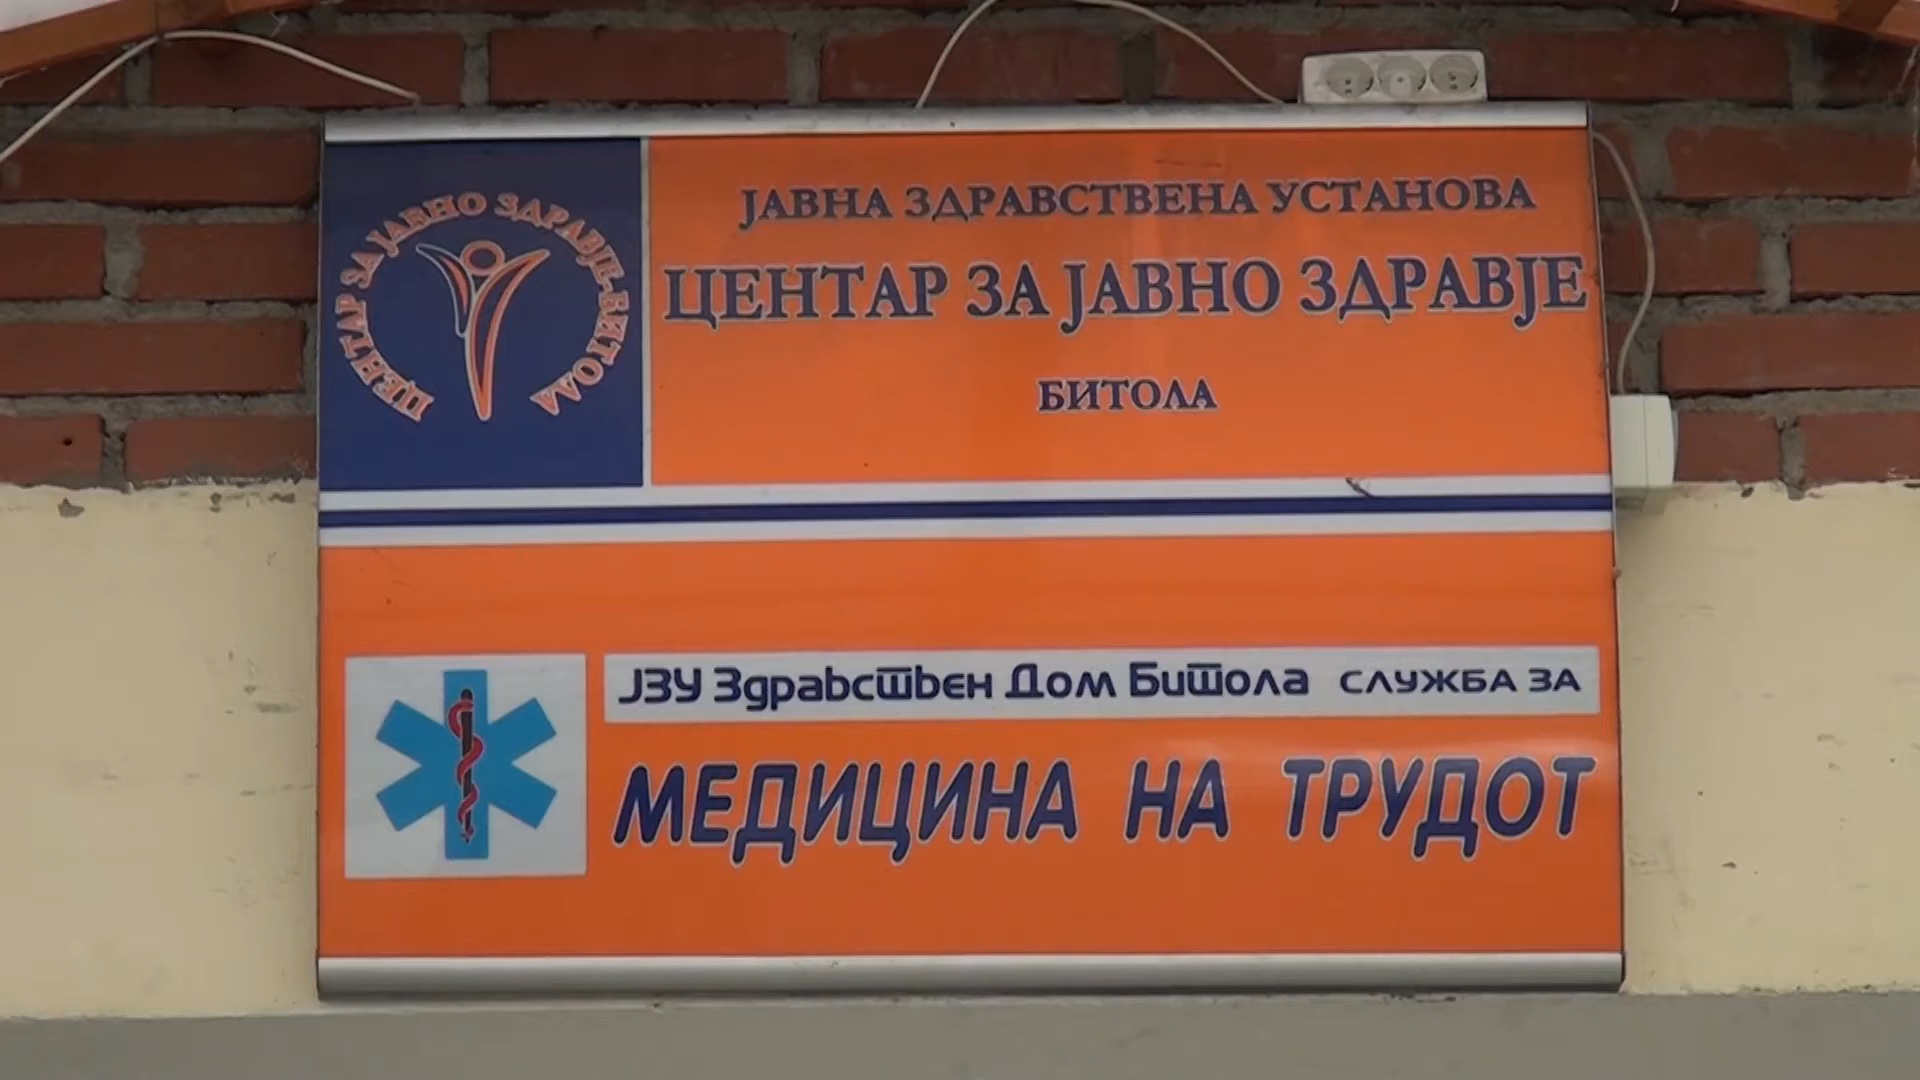 ЦЕНТАР ЗА ЈАВНО ЗДРАВЈЕ-БИТОЛА
ЈАВНА ЗДРАВСТВЕНА УСТАНОВА
ЦЕНТАР ЗА ЈАВНО ЗДРАВЈЕ
БИТОЛА
ЈЗУ Здравствен Дом Битола СЛУЖБА ЗА
МЕДИЦИНА НА ТРУДОТ